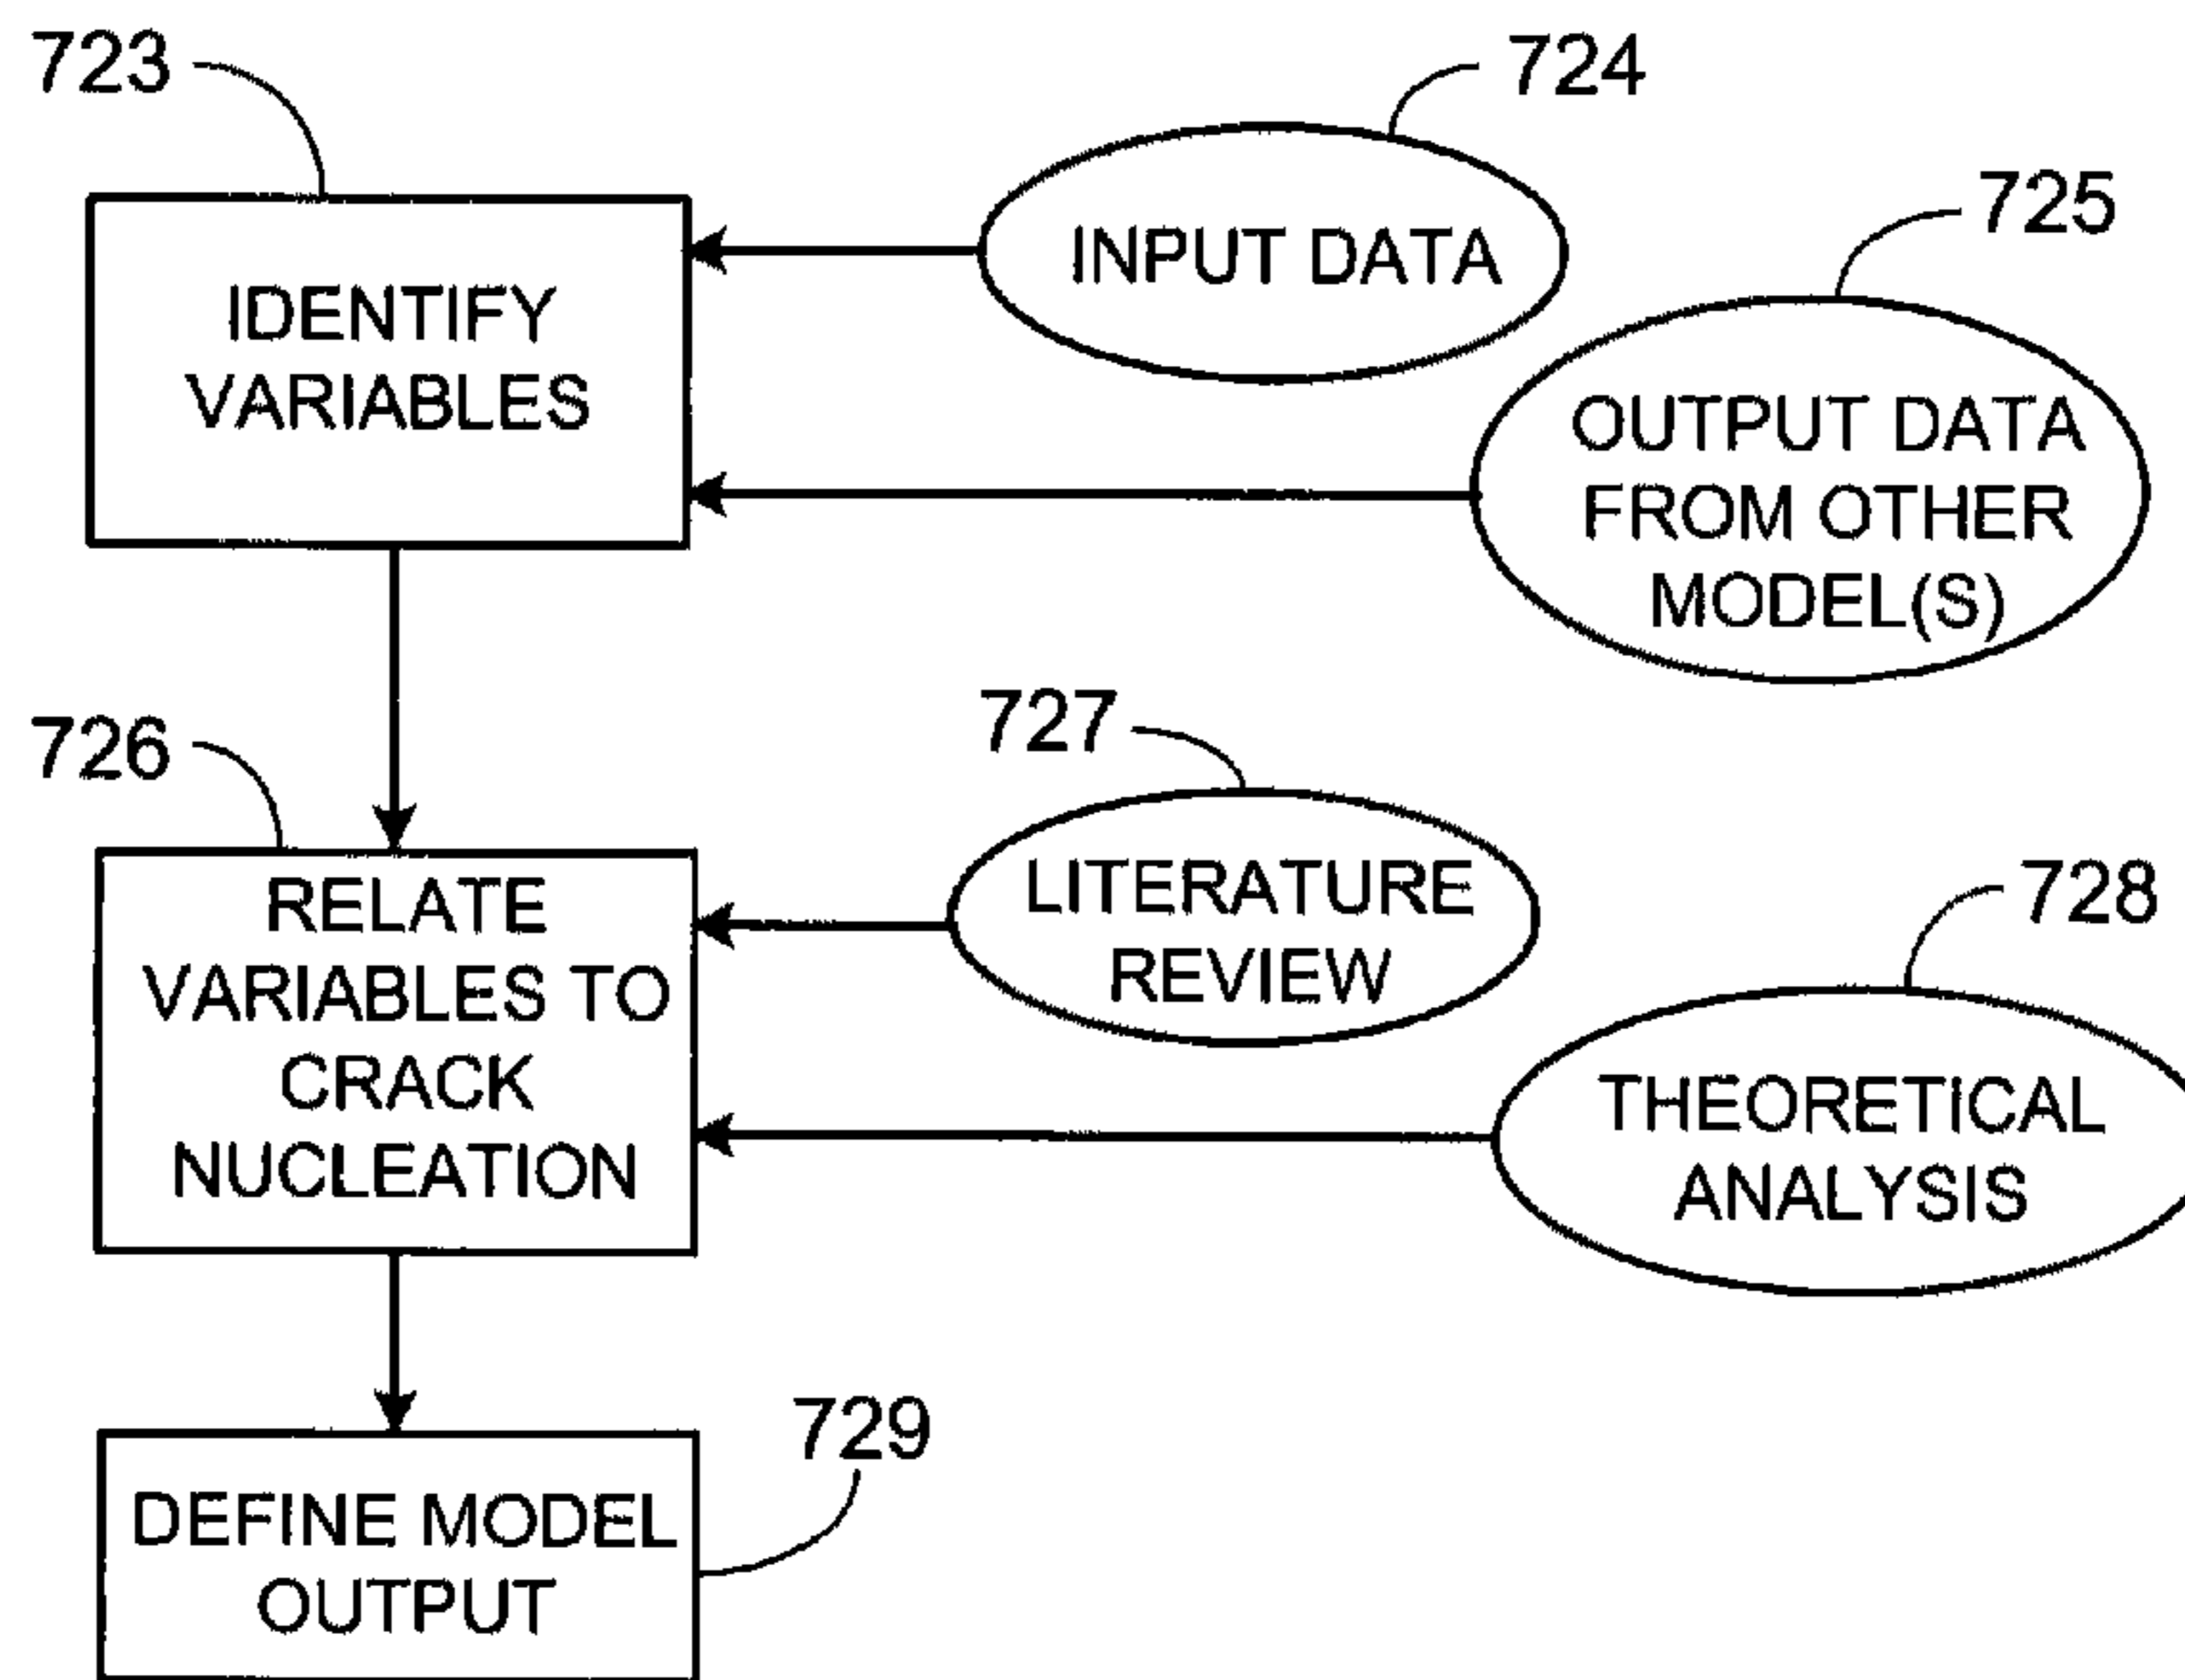 723
724
INPUT DATA
725
IDENTIFY
VARIABLES
OUTPUT DATA
FROM OTHER
MODEL(S)
726
727
LITERATURE
REVIEW
728
RELATE
VARIABLES TO
CRACK
NUCLEATION
THEORETICAL
ANALYSIS
729
DEFINE MODEL
OUTPUT